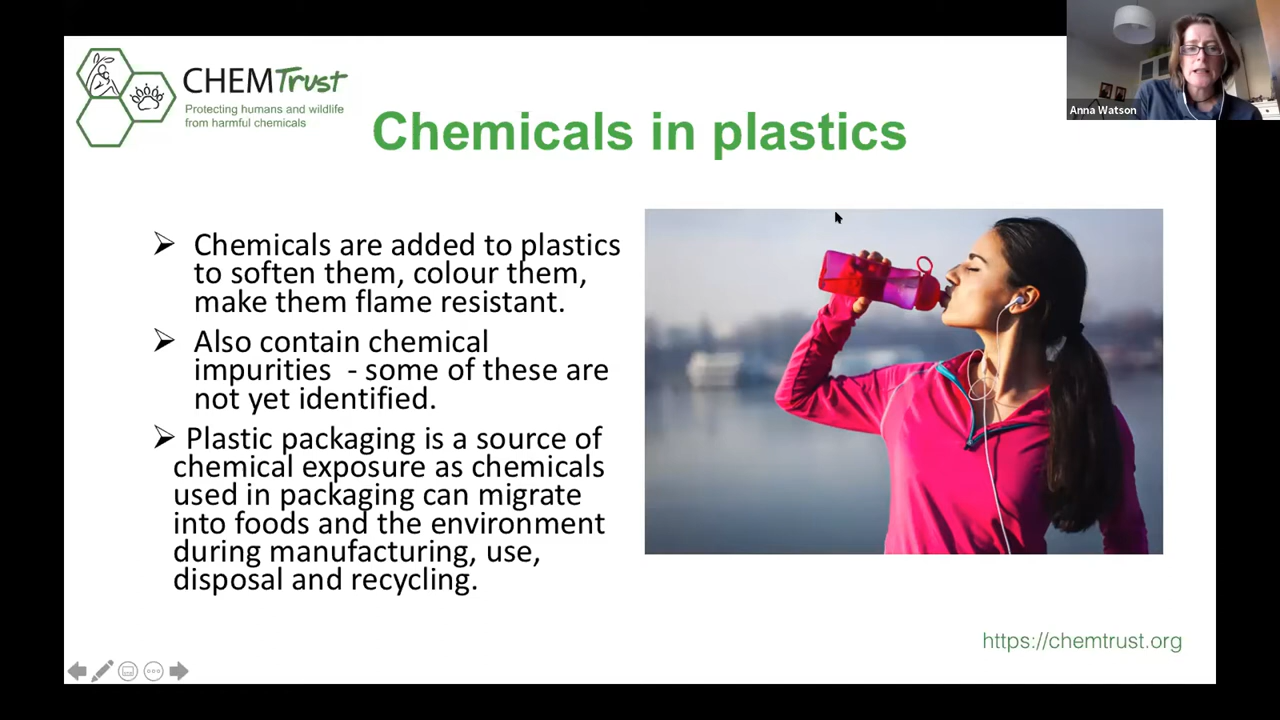 CHEMTrust
Protecting humans and wildlife
from harmful chemicals
Anna Watson
Chemicals in plastics
➢ Chemicals are added to plastics
to soften them, colour them,
make them flame resistant.
➢ Also contain chemical
impurities  - some of these are
not yet identified.
➢ Plastic packaging is a source of
chemical exposure as chemicals
used in packaging can migrate
into foods and the environment
during manufacturing, use,
disposal and recycling.
https://chemtrust.org